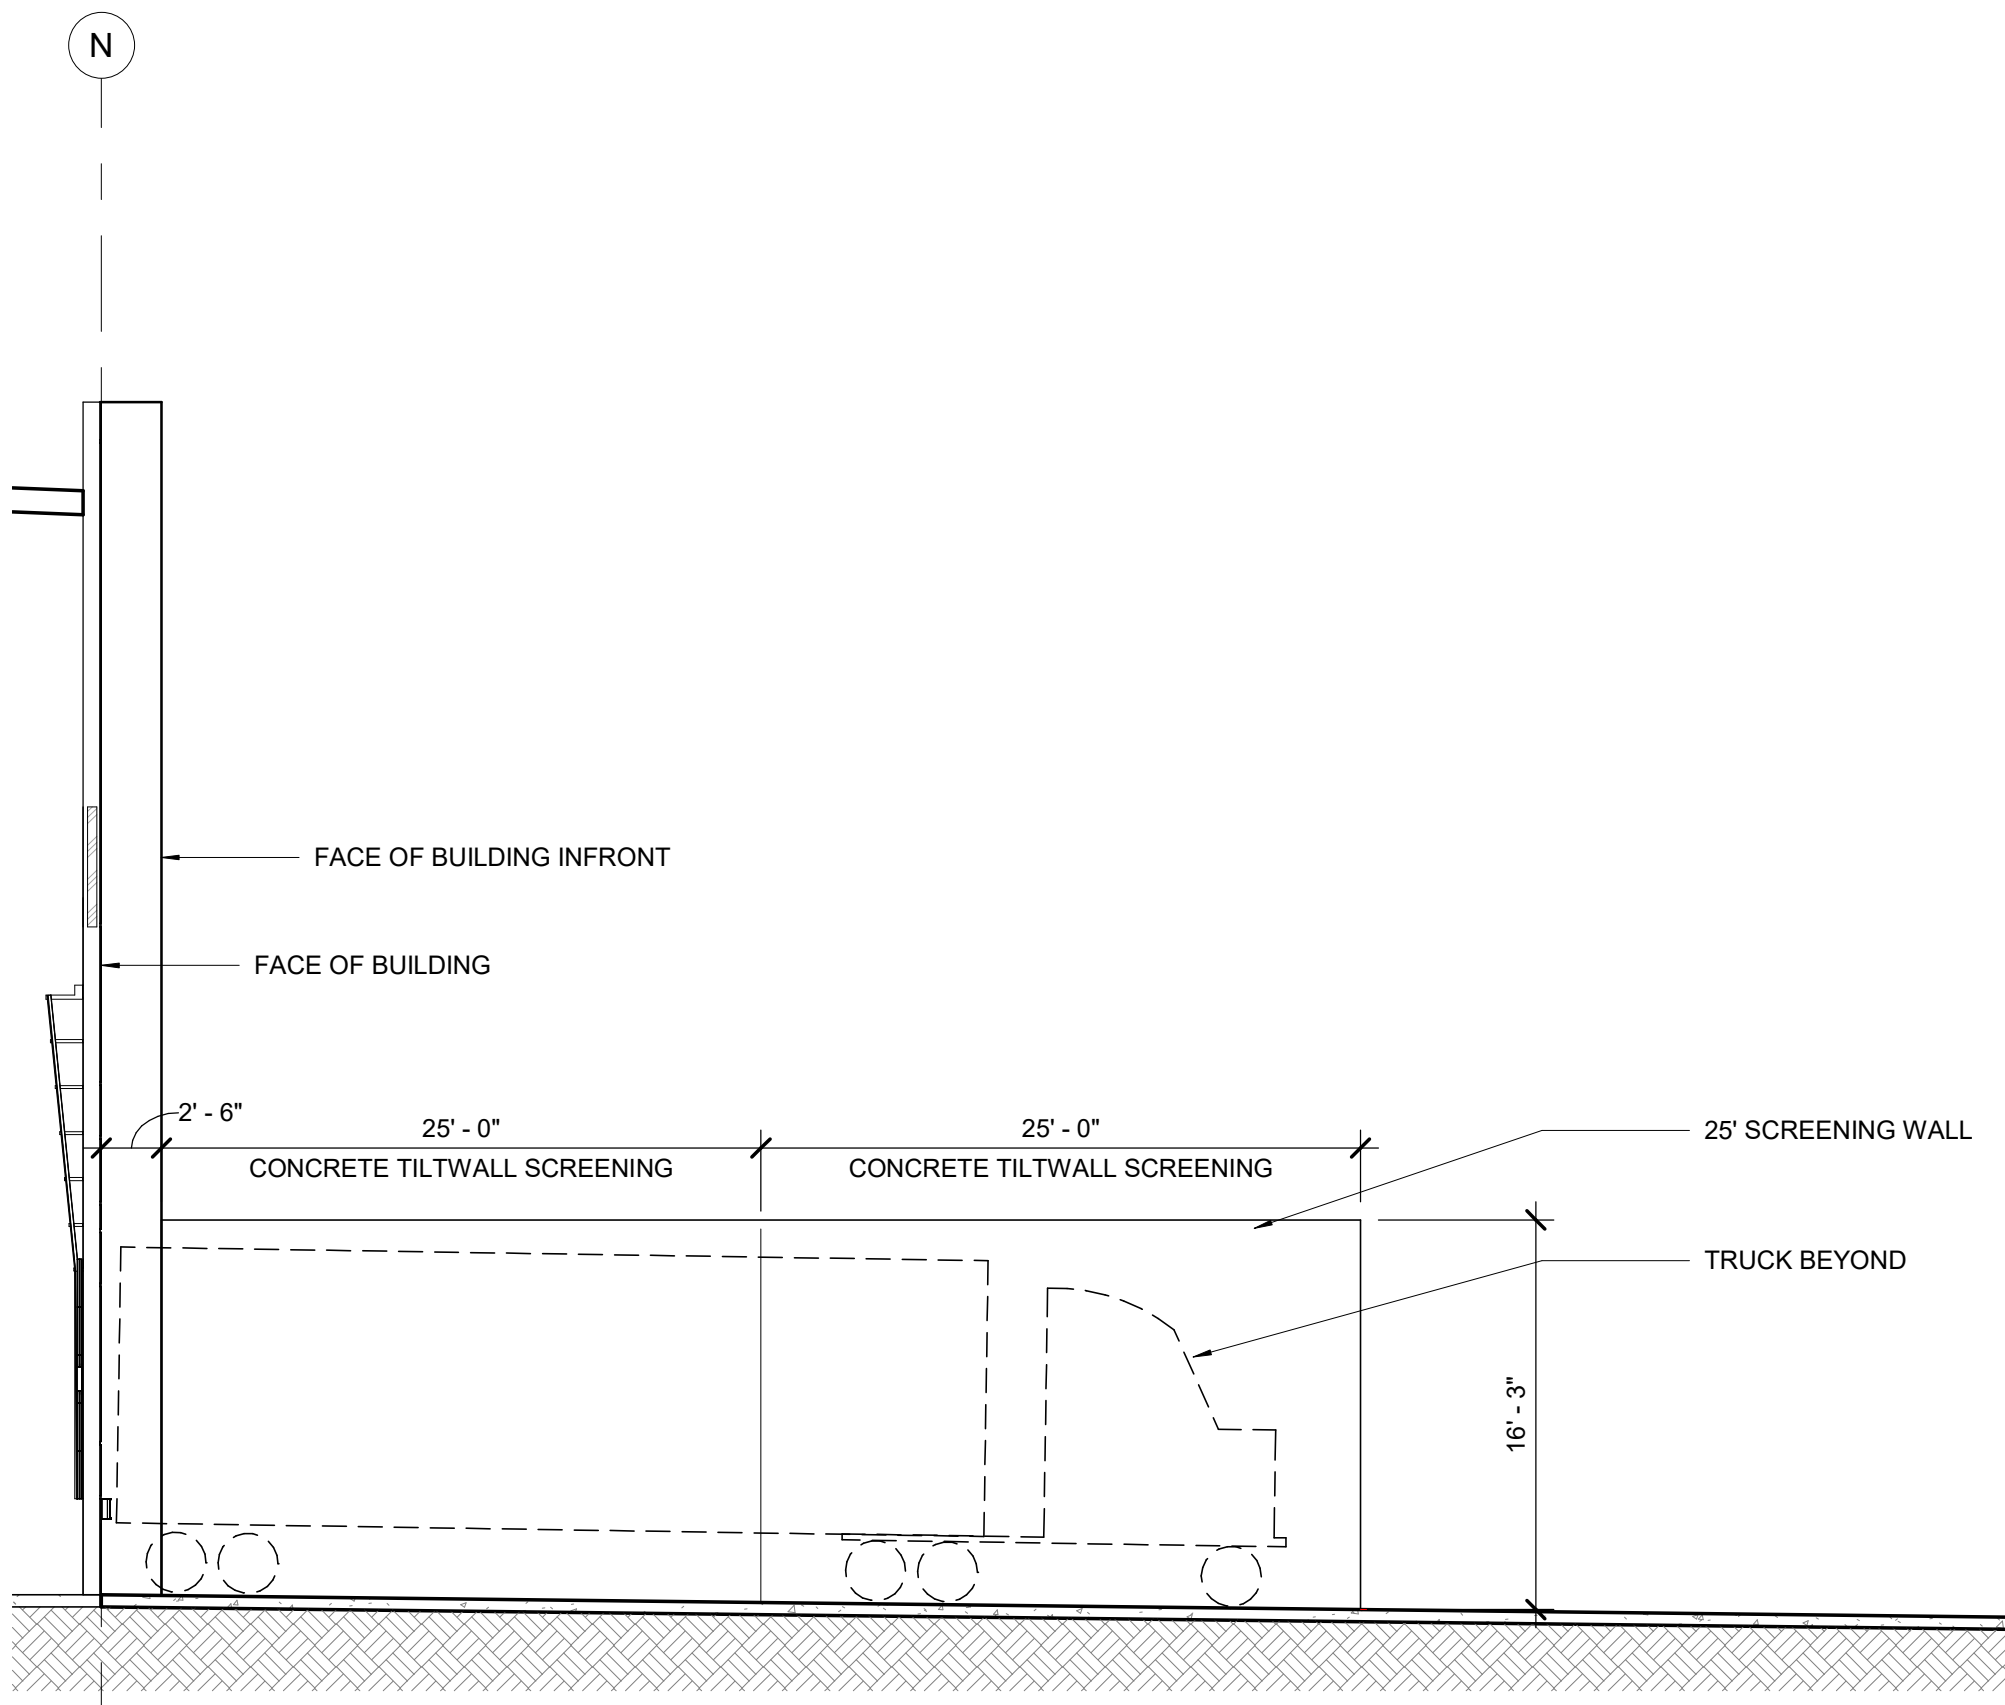 N
FACE OF BUILDING INFRONT
FACE OF BUILDING
2' - 6"
25' - 0"
25' - 0"
25' SCREENING WALL
CONCRETE TILTWALL SCREENING
CONCRETE TILTWALL SCREENING
TRUCK BEYOND
16' - 3"